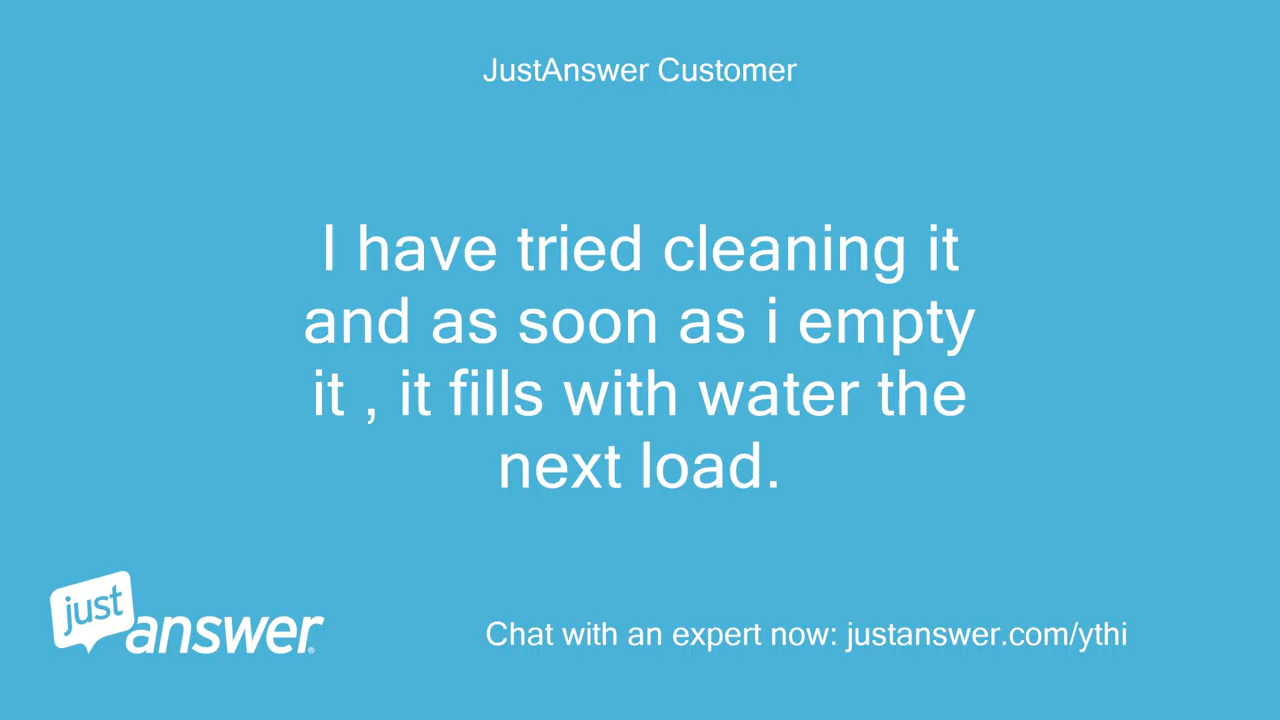 JustAnswer Customer
I have tried cleaning it
and as soon as i empty
it , it fills with water the
next load.
just
answer®
Chat with an expert now: justanswer.com/ythi